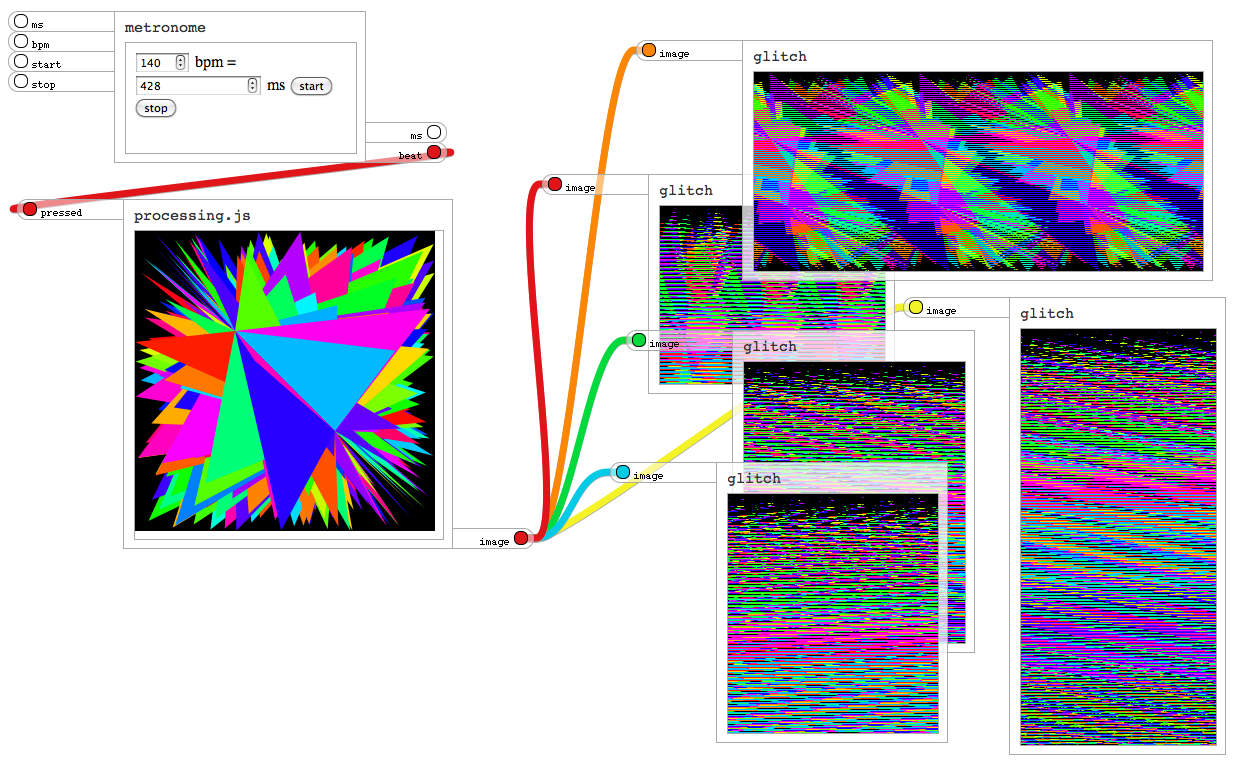 ms
bpm
start
stop
metronome
140 bpm =
428 ms start
stop
ms
beat
pressed
processing.js
image
image
glitch
image
glitch
image
glitch
image
glitch
image
glitch